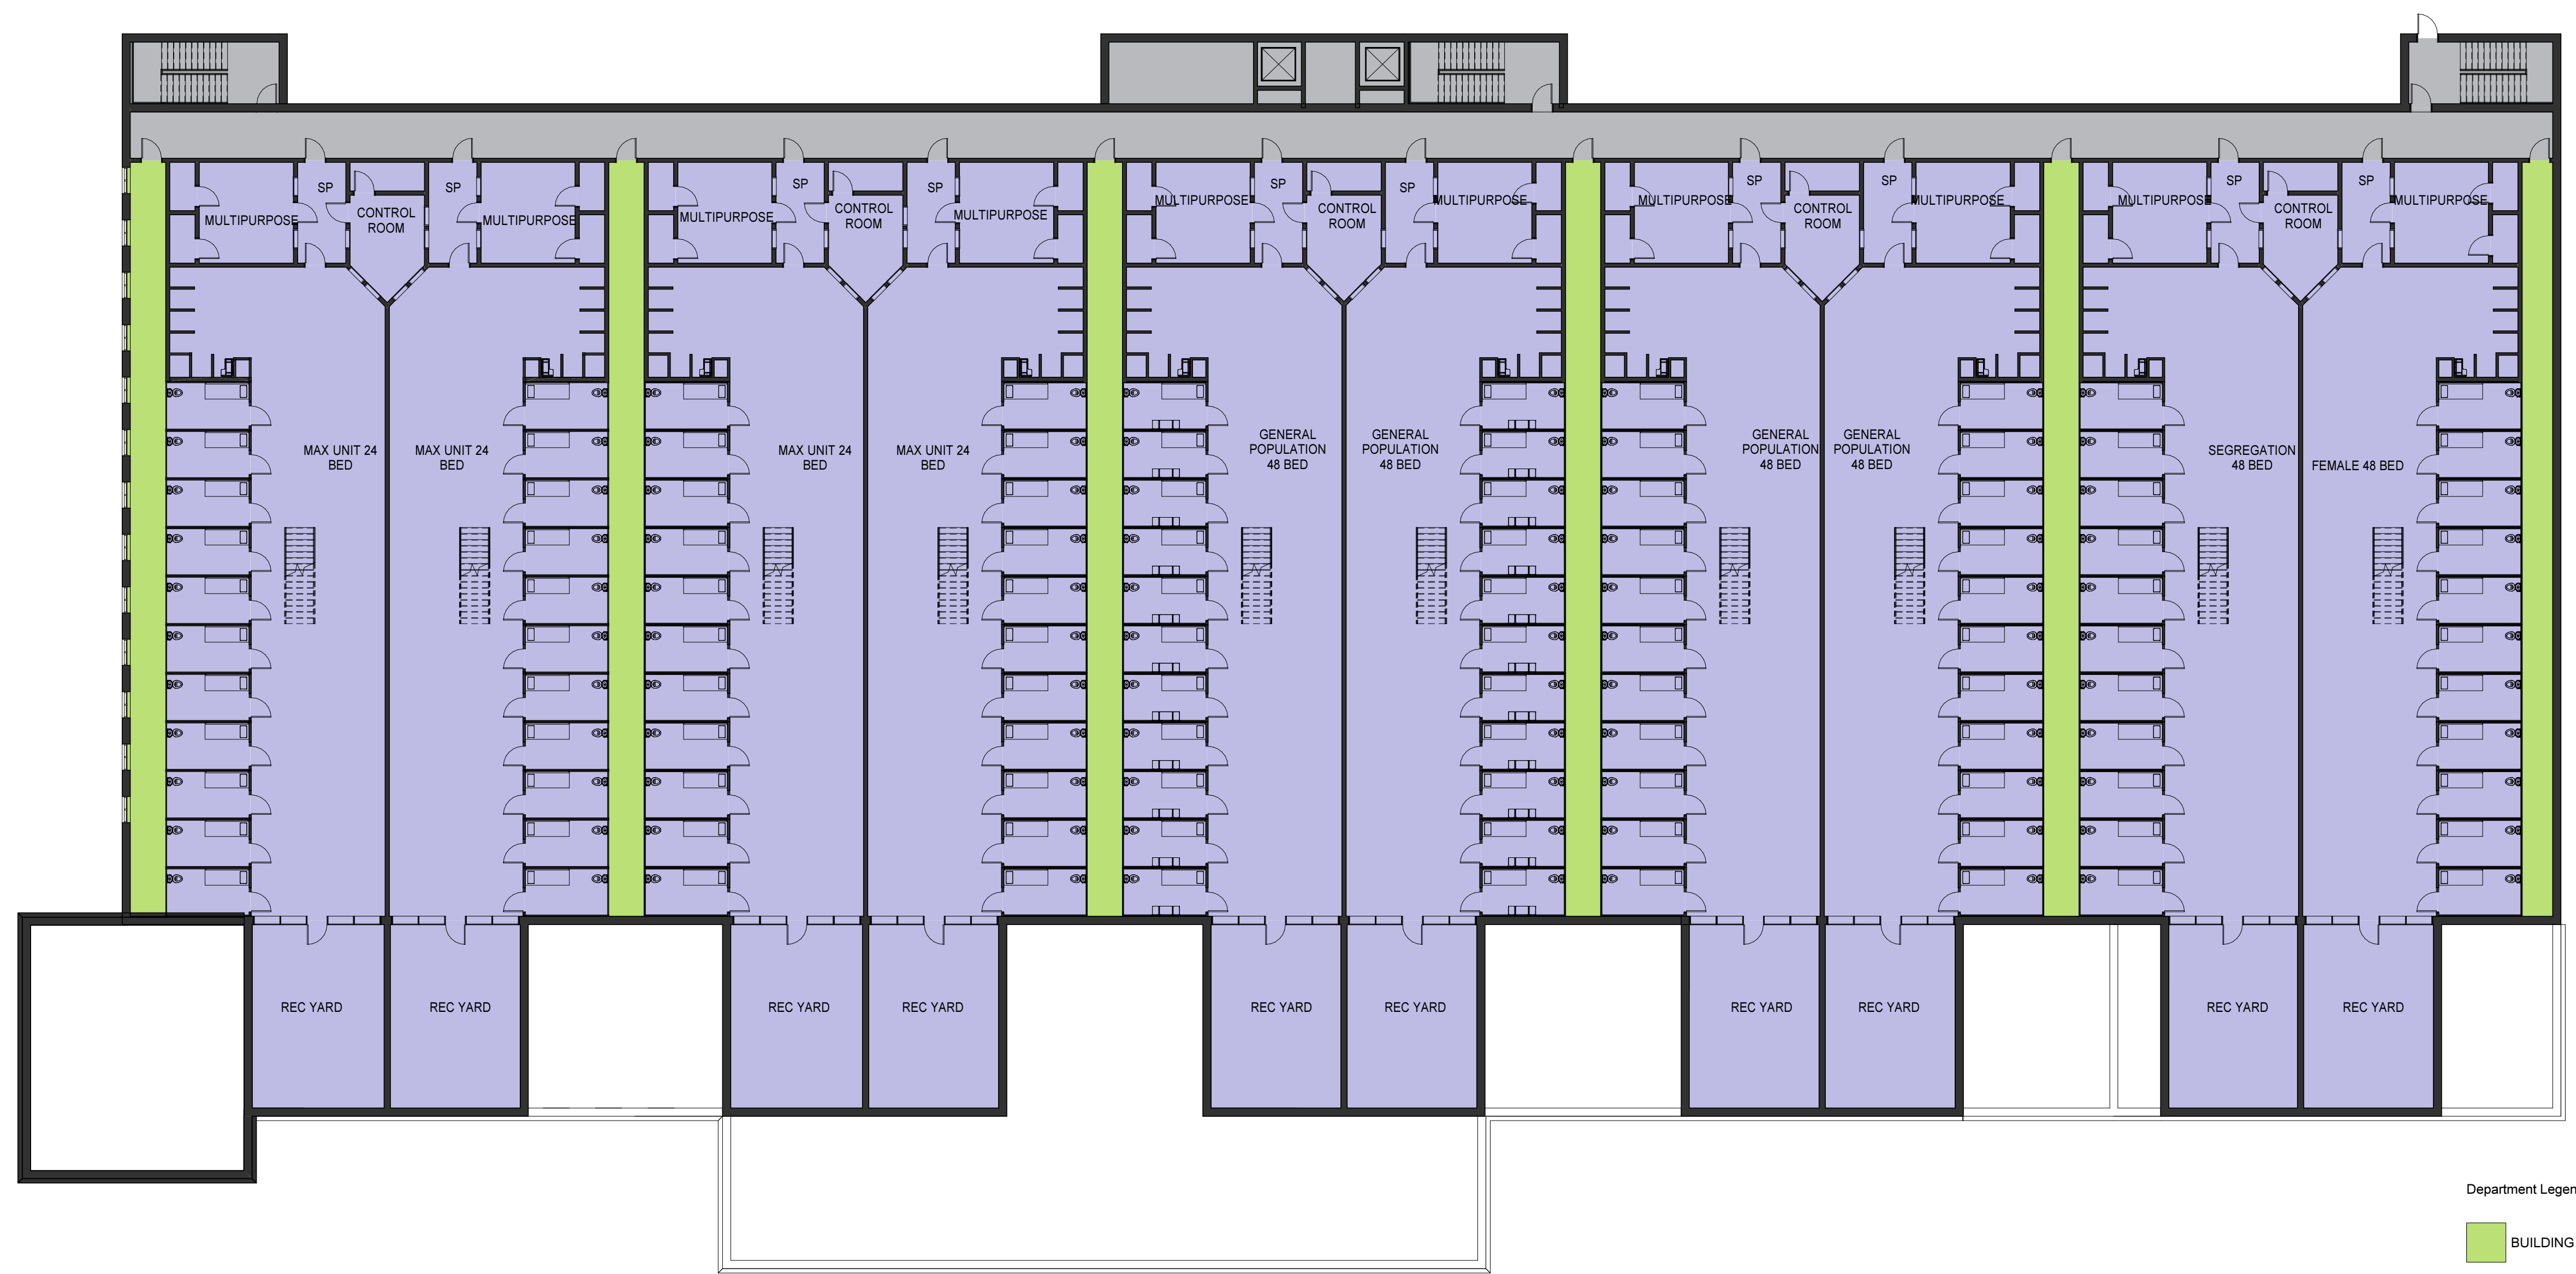 SP
SP
MULTIPURPOSE
CONTROL
ROOM
MULTIPURPOSE
SP
SP
MULTIPURPOSE
CONTROL
ROOM
MULTIPURPOSE
SP
SP
MULTIPURPOSE
CONTROL
ROOM
MULTIPURPOSE
SP
SP
MULTIPURPOSE
CONTROL
ROOM
MULTIPURPOSE
SP
SP
MULTIPURPOSE
CONTROL
ROOM
MULTIPURPOSE
MAX UNIT 24
BED
MAX UNIT 24
BED
MAX UNIT 24
BED
MAX UNIT 24
BED
GENERAL
POPULATION
48 BED
GENERAL
POPULATION
48 BED
GENERAL
POPULATION
48 BED
GENERAL
POPULATION
48 BED
SEGREGATION
48 BED
FEMALE 48 BED
REC YARD
REC YARD
REC YARD
REC YARD
REC YARD
REC YARD
REC YARD
REC YARD
REC YARD
REC YARD
Department Legen
BUILDING